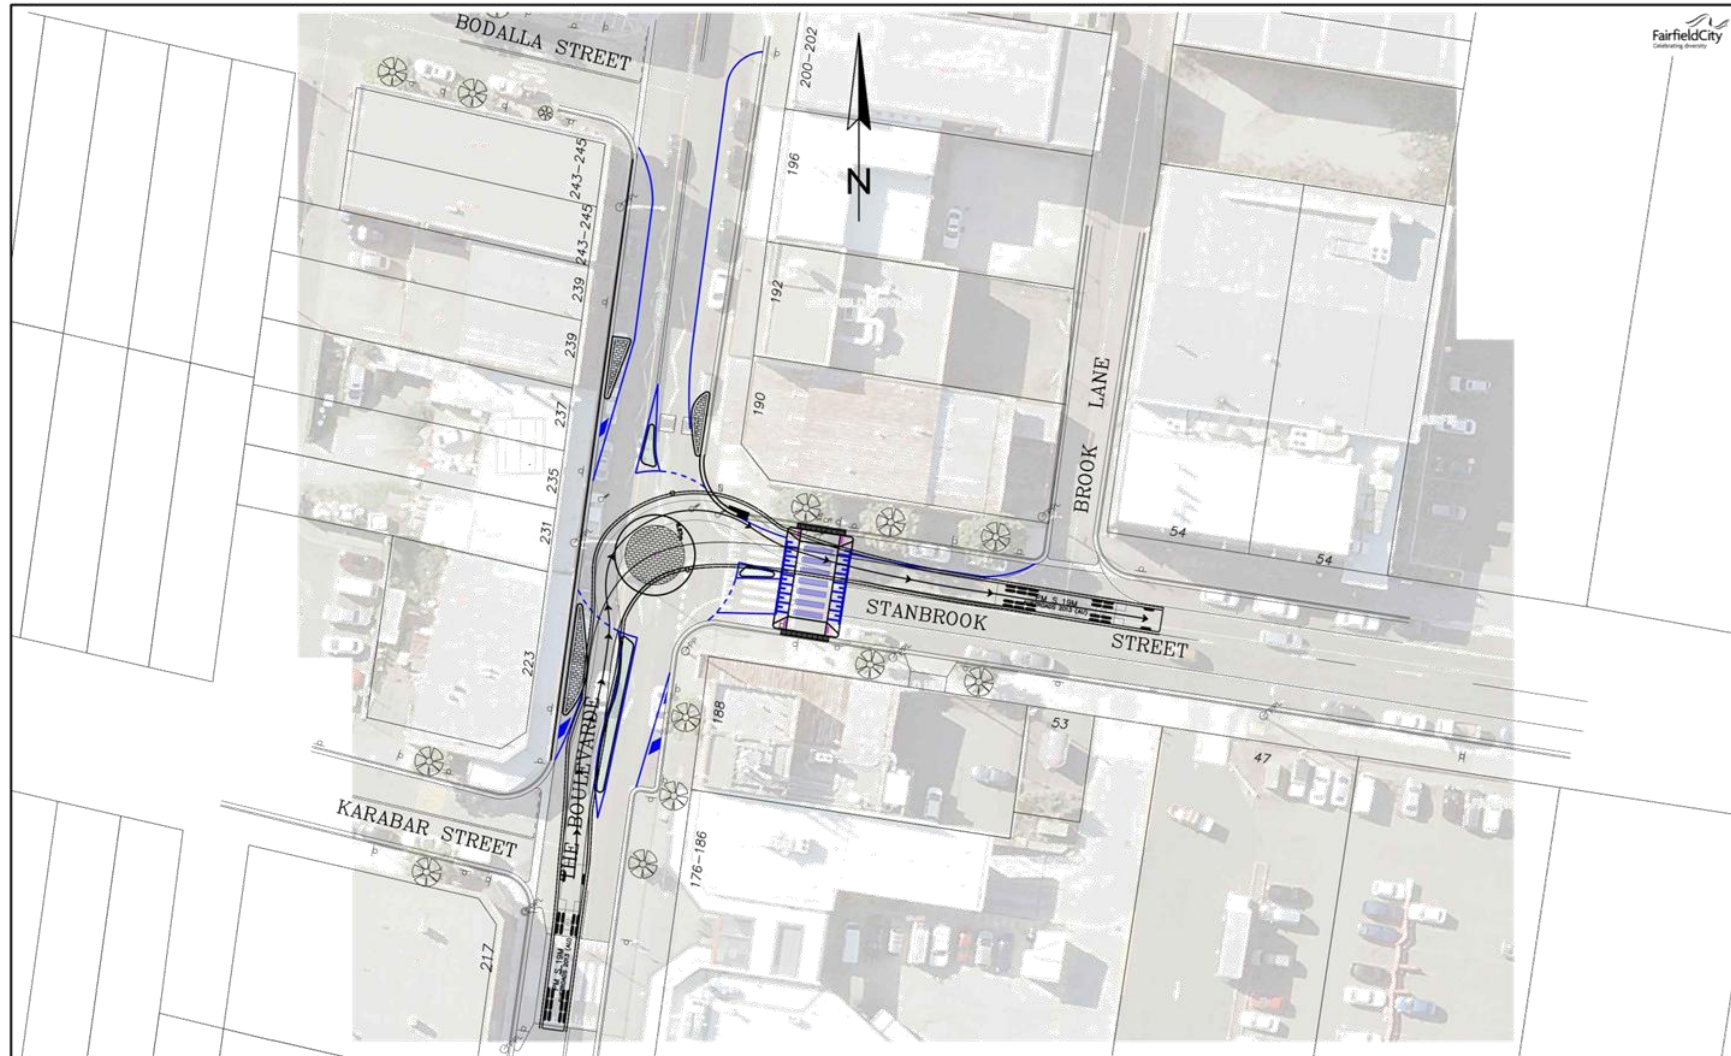 FairfieldCity
Celebrating diversity
BODALLA STREET
200-202
243-245
196
N
243-245
239
192
239
237
190
BROOK LANE
235
231
54
54
STANBROOK
STREET
223
188
53
47
THE BOULEVARDE
KARABAR STREET
176-186
217